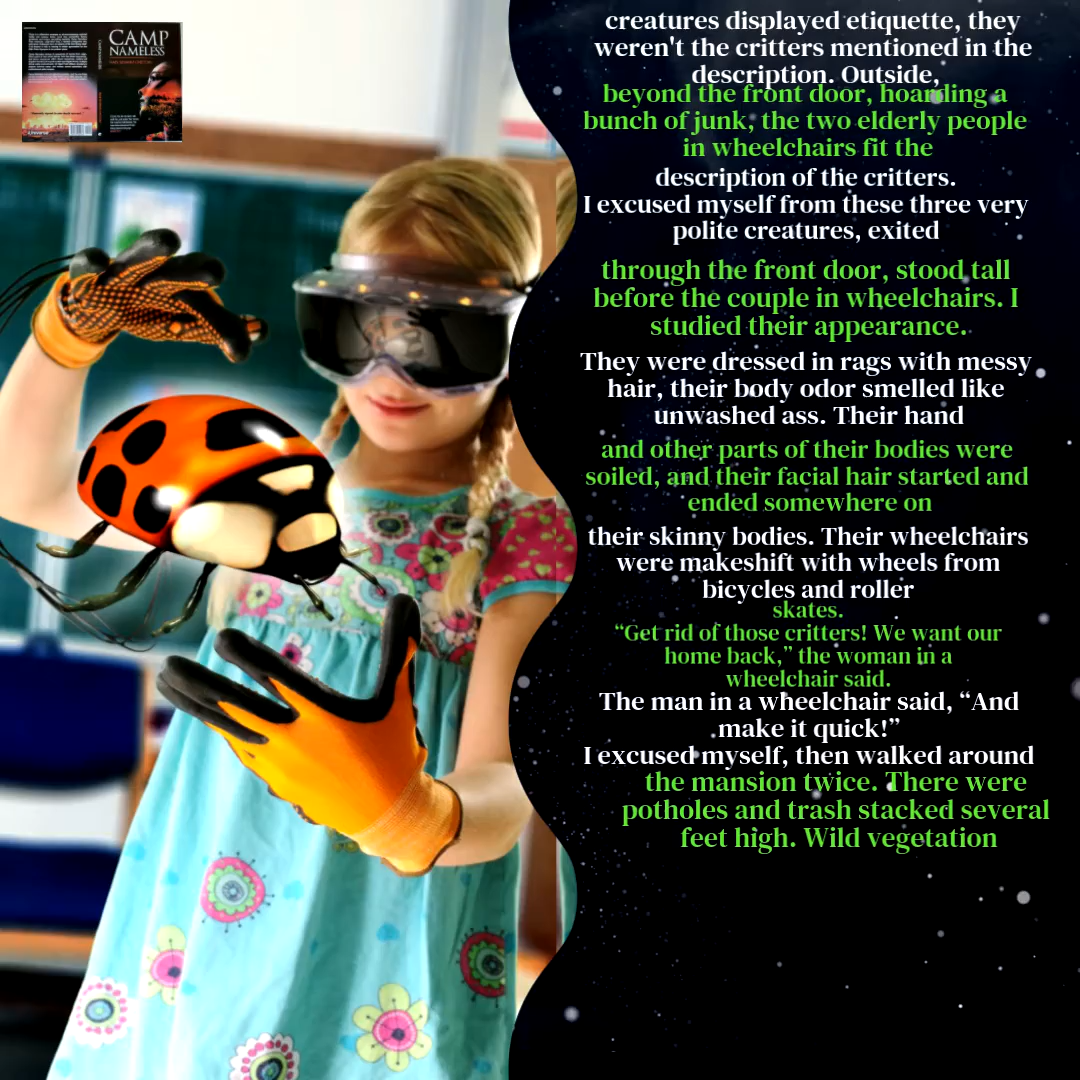 CAMP
NAMELESS
creatures displayed etiquette, they
weren't the critters mentioned in the
description. Outside,
beyond the front door, hoarding a
bunch of junk, the two elderly people
in wheelchairs fit the
description of the critters.
I excused myself from these three very
polite creatures, exited
through the front door, stood tall
before the couple in wheelchairs. I
studied their appearance.
They were dressed in rags with messy
hair, their body odor smelled like
unwashed ass. Their hand
and other parts of their bodies were
soiled, and their facial hair started and
ended somewhere on
their skinny bodies. Their wheelchairs
were makeshift with wheels from
bicycles and roller
skates.
“Get rid of those critters! We want our
home back,” the woman in a
wheelchair said.
The man in a wheelchair said, “And
make it quick!”
I excused myself, then walked around
the mansion twice. There were
potholes and trash stacked several
feet high. Wild vegetation